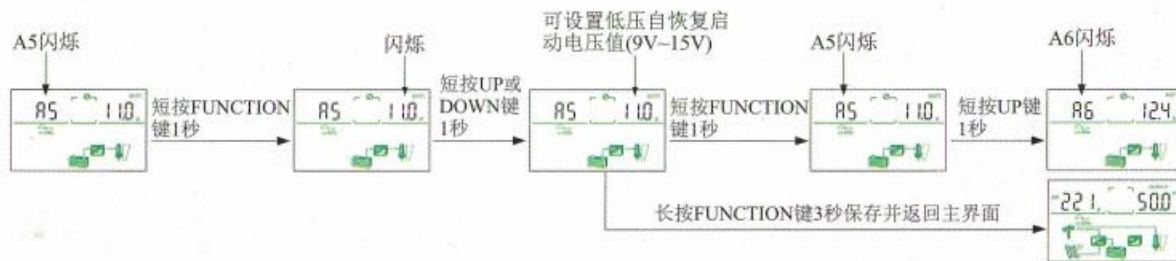 可设置低压自恢复启
动电压值(9V~15V)
A5闪烁
闪烁
A5闪烁
A6闪烁
A5 11.0
短按FUNCTION
键1秒
A5 11.0
短按UP或
DOWN键
1秒
A5 11.0
短按FUNCTION
键1秒
A5 11.0
短按UP键
1秒
A6 12.4
长按FUNCTION键3秒保存并返回主界面
221 50.0